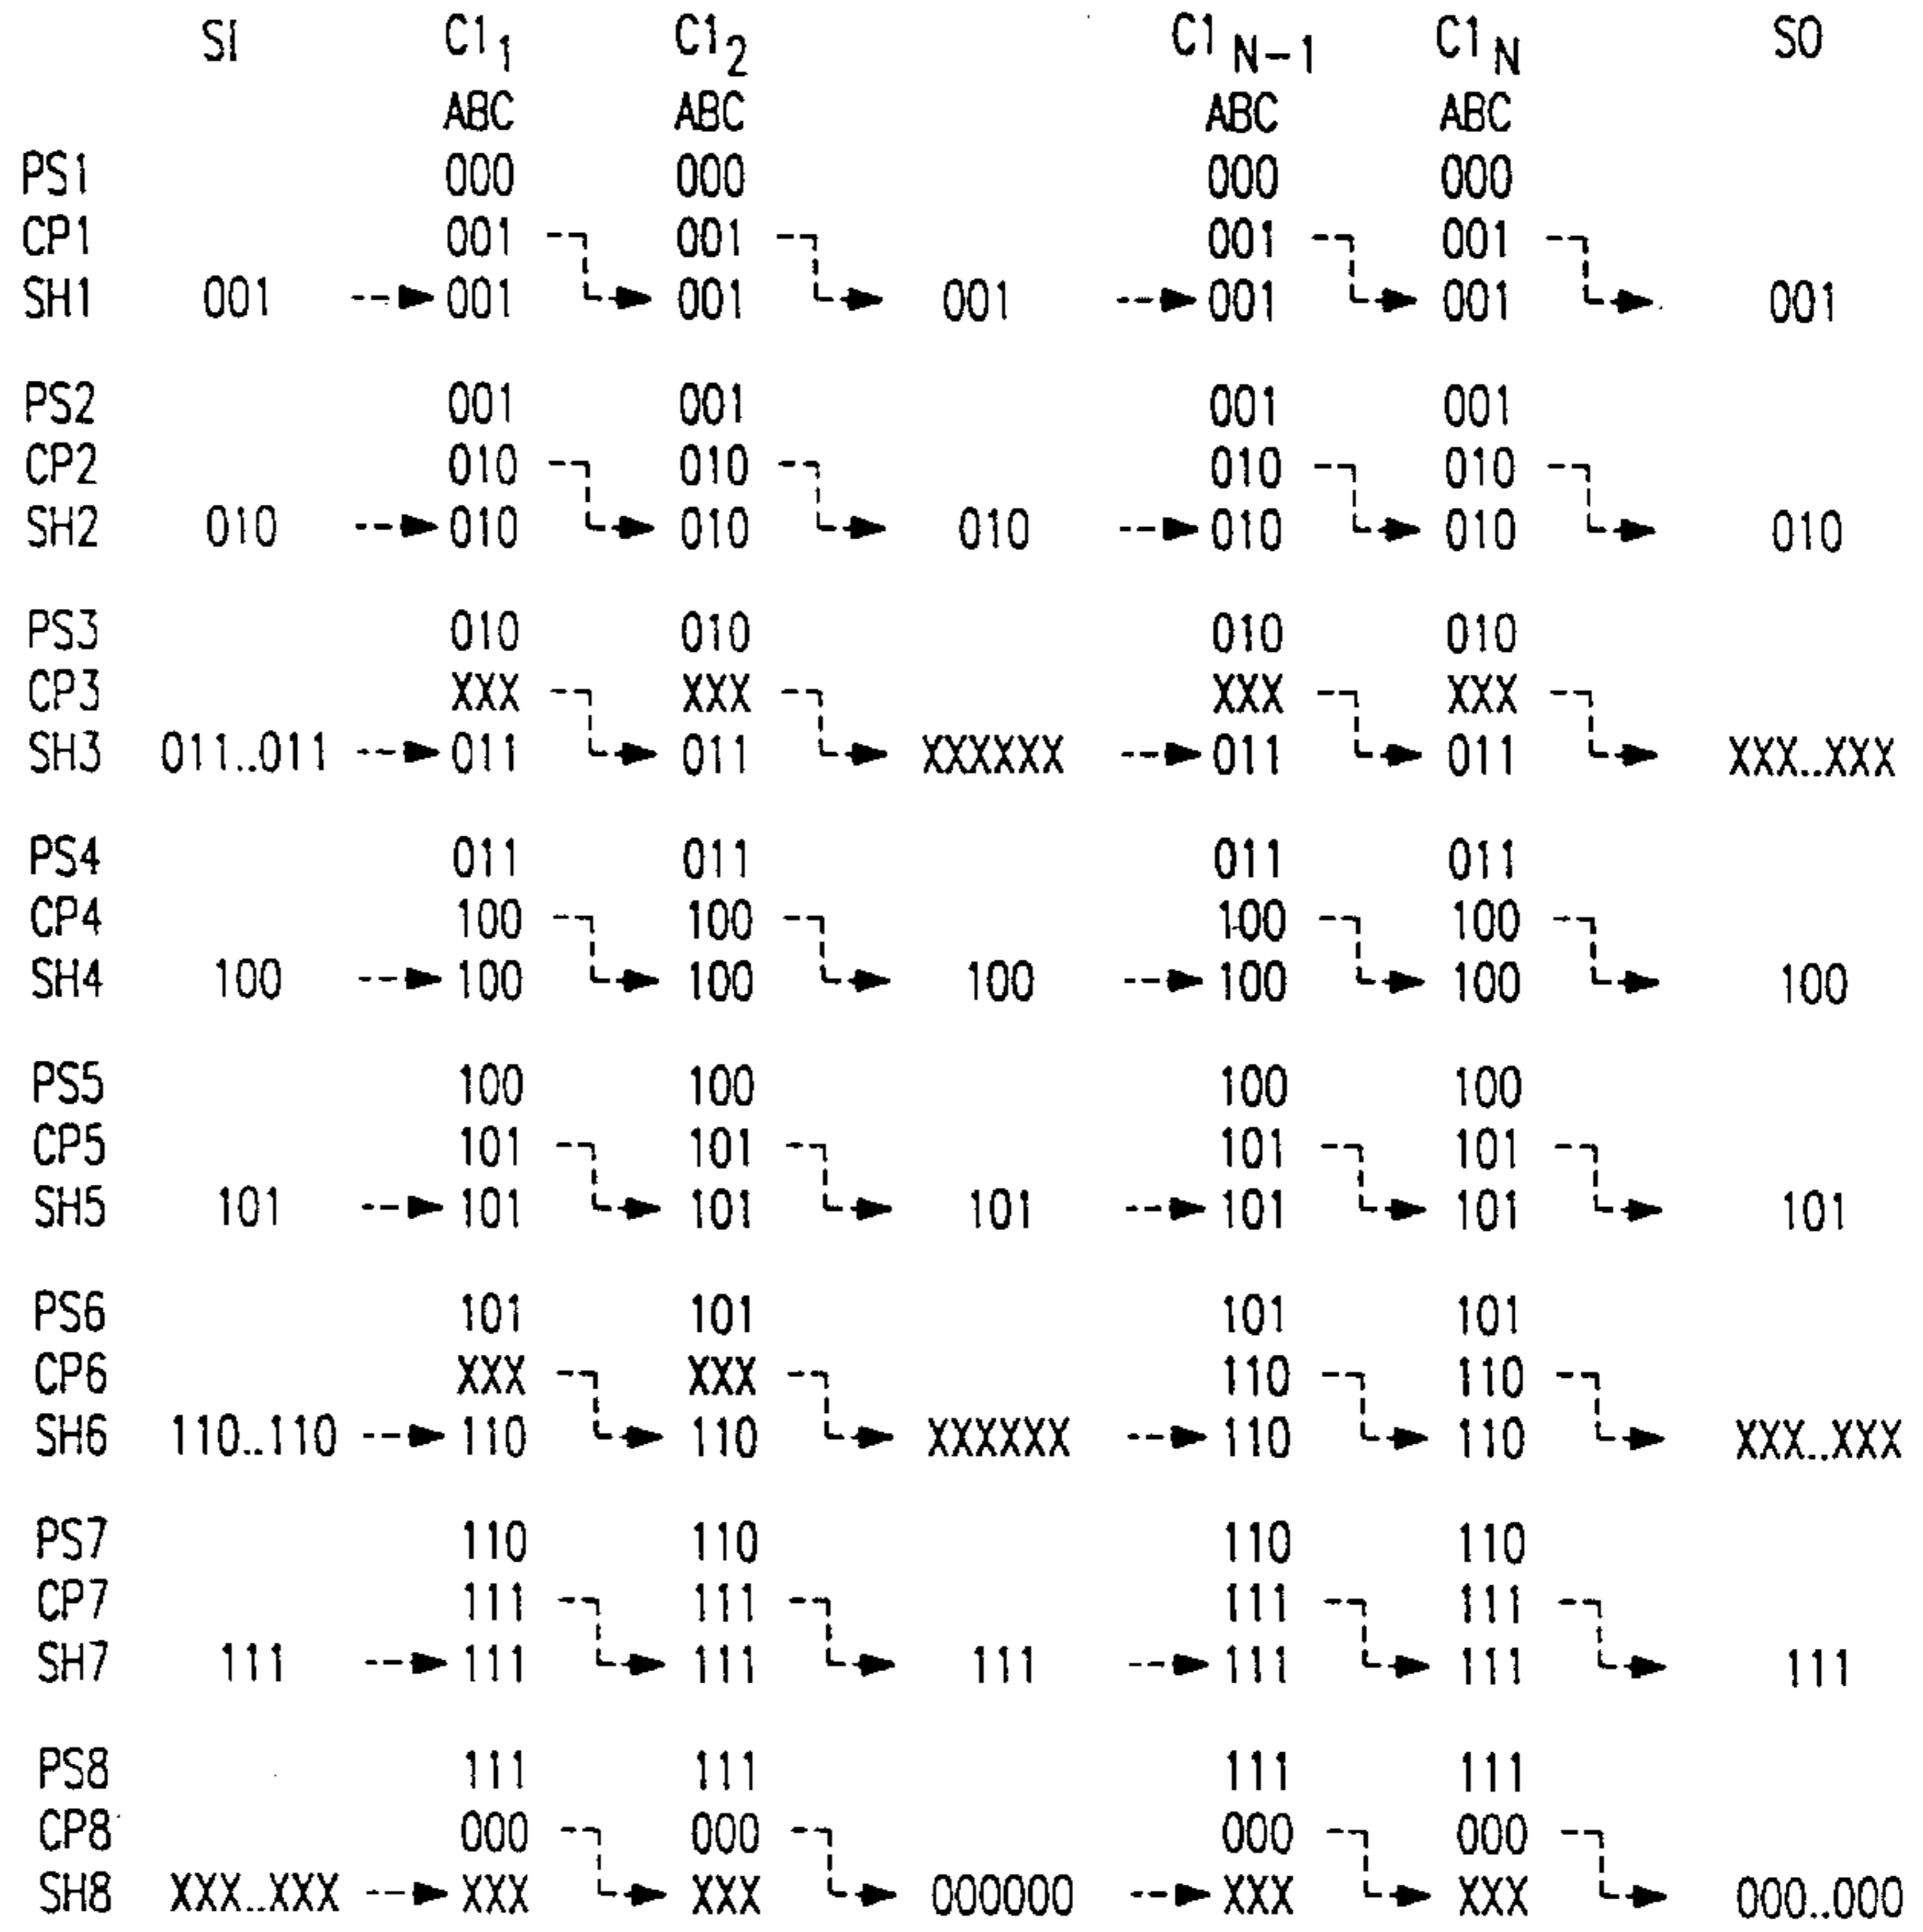 SI C1₁ C1₂ C1 N-1 C1 N SO
ABC ABC ABC ABC
PS1 000 000 000 000
CP1 001 001 001 001
SH1 001 001 001 001 001 001 001
PS2 001 001 001 001
CP2 010 010 010 010
SH2 010 010 010 010 010 010 010
PS3 010 010 010 010
CP3 XXX XXX XXX XXX
SH3 011..011 011 011 XXXXXX 011 011 XXX..XXX
PS4 011 011 011 011
CP4 100 100 100 100
SH4 100 100 100 100 100 100 100
PS5 100 100 100 100
CP5 101 101 101 101
SH5 101 101 101 101 101 101 101
PS6 101 101 101 101
CP6 XXX XXX 110 110
SH6 110..110 110 110 XXXXXX 110 110 XXX..XXX
PS7 110 110 110 110
CP7 111 111 111 111
SH7 111 111 111 111 111 111 111
PS8 111 111 111 111
CP8 000 000 000 000
SH8 XXX..XXX XXX XXX 000000 XXX XXX 000..000